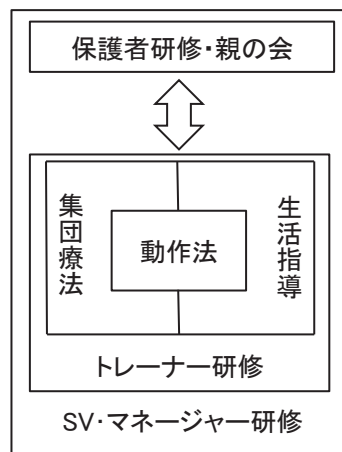 保護者研修・親の会
集団療法
動作法
生活指導
トレーナー研修
SV・マネージャー研修